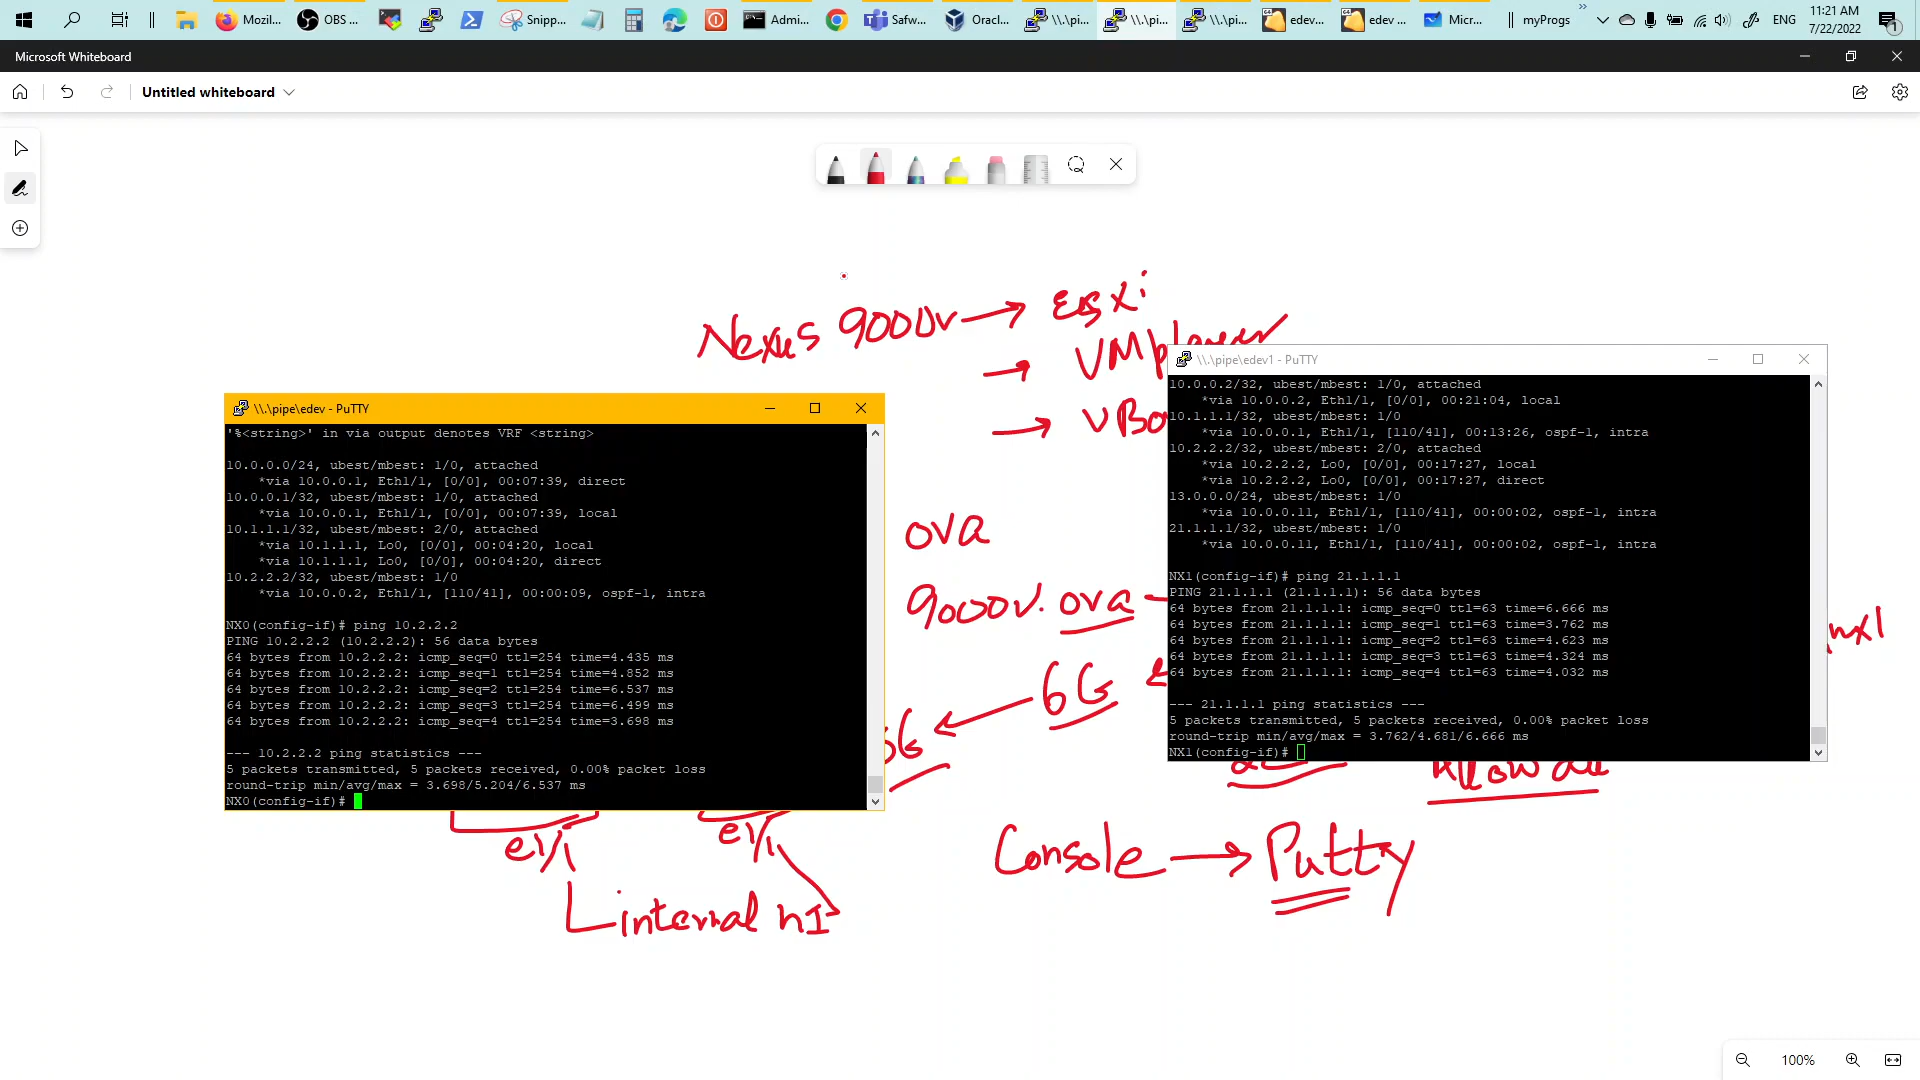 Mozil...
OBS ...
Snipp...
Admi...
Safw...
Oracl...
\\.\pi...
\\.\pi...
\\.\pi...
edev...
edev ...
Micr...
myProgs
ENG
11:21 AM
7/22/2022
1
Microsoft Whiteboard
Untitled whiteboard
Nexus 9000v → esxi
→ VMplayer
→ VBo
ova
9000v. ova
nx1
6G
6G
e1/1
e1/1
internal nI
Console → Putty
\\.\pipe\edev - PuTTY
'%<string>' in via output denotes VRF <string>
10.0.0.0/24, ubest/mbest: 1/0, attached
*via 10.0.0.1, Eth1/1, [0/0], 00:07:39, direct
10.0.0.1/32, ubest/mbest: 1/0, attached
*via 10.0.0.1, Eth1/1, [0/0], 00:07:39, local
10.1.1.1/32, ubest/mbest: 2/0, attached
*via 10.1.1.1, Lo0, [0/0], 00:04:20, local
*via 10.1.1.1, Lo0, [0/0], 00:04:20, direct
10.2.2.2/32, ubest/mbest: 1/0
*via 10.0.0.2, Eth1/1, [110/41], 00:00:09, ospf-1, intra
NX0(config-if)# ping 10.2.2.2
PING 10.2.2.2 (10.2.2.2): 56 data bytes
64 bytes from 10.2.2.2: icmp_seq=0 ttl=254 time=4.435 ms
64 bytes from 10.2.2.2: icmp_seq=1 ttl=254 time=4.852 ms
64 bytes from 10.2.2.2: icmp_seq=2 ttl=254 time=6.537 ms
64 bytes from 10.2.2.2: icmp_seq=3 ttl=254 time=6.499 ms
64 bytes from 10.2.2.2: icmp_seq=4 ttl=254 time=3.698 ms
--- 10.2.2.2 ping statistics ---
5 packets transmitted, 5 packets received, 0.00% packet loss
round-trip min/avg/max = 3.698/5.204/6.537 ms
NX0(config-if)#
\\.\pipe\edev1 - PuTTY
10.0.0.2/32, ubest/mbest: 1/0, attached
*via 10.0.0.2, Eth1/1, [0/0], 00:21:04, local
10.1.1.1/32, ubest/mbest: 1/0
*via 10.0.0.1, Eth1/1, [110/41], 00:13:26, ospf-1, intra
10.2.2.2/32, ubest/mbest: 2/0, attached
*via 10.2.2.2, Lo0, [0/0], 00:17:27, local
*via 10.2.2.2, Lo0, [0/0], 00:17:27, direct
13.0.0.0/24, ubest/mbest: 1/0
*via 10.0.0.11, Eth1/1, [110/41], 00:00:02, ospf-1, intra
21.1.1.1/32, ubest/mbest: 1/0
*via 10.0.0.11, Eth1/1, [110/41], 00:00:02, ospf-1, intra
NX1(config-if)# ping 21.1.1.1
PING 21.1.1.1 (21.1.1.1): 56 data bytes
64 bytes from 21.1.1.1: icmp_seq=0 ttl=63 time=6.666 ms
64 bytes from 21.1.1.1: icmp_seq=1 ttl=63 time=3.762 ms
64 bytes from 21.1.1.1: icmp_seq=2 ttl=63 time=4.623 ms
64 bytes from 21.1.1.1: icmp_seq=3 ttl=63 time=4.324 ms
64 bytes from 21.1.1.1: icmp_seq=4 ttl=63 time=4.032 ms
--- 21.1.1.1 ping statistics ---
5 packets transmitted, 5 packets received, 0.00% packet loss
round-trip min/avg/max = 3.762/4.681/6.666 ms
NX1(config-if)#
100%